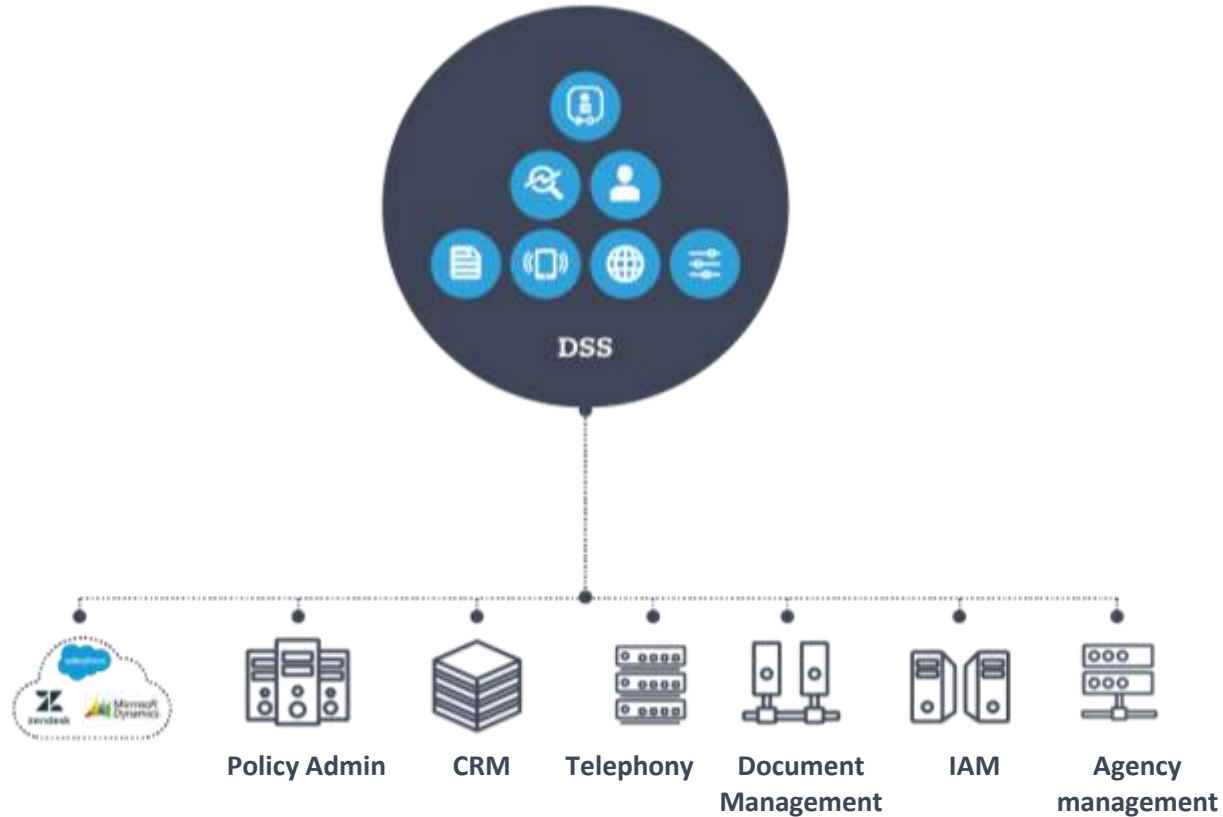 DSS
salesforce
zendesk
Microsoft
Dynamics
Policy Admin
CRM
Telephony
Document
Management
IAM
Agency
management